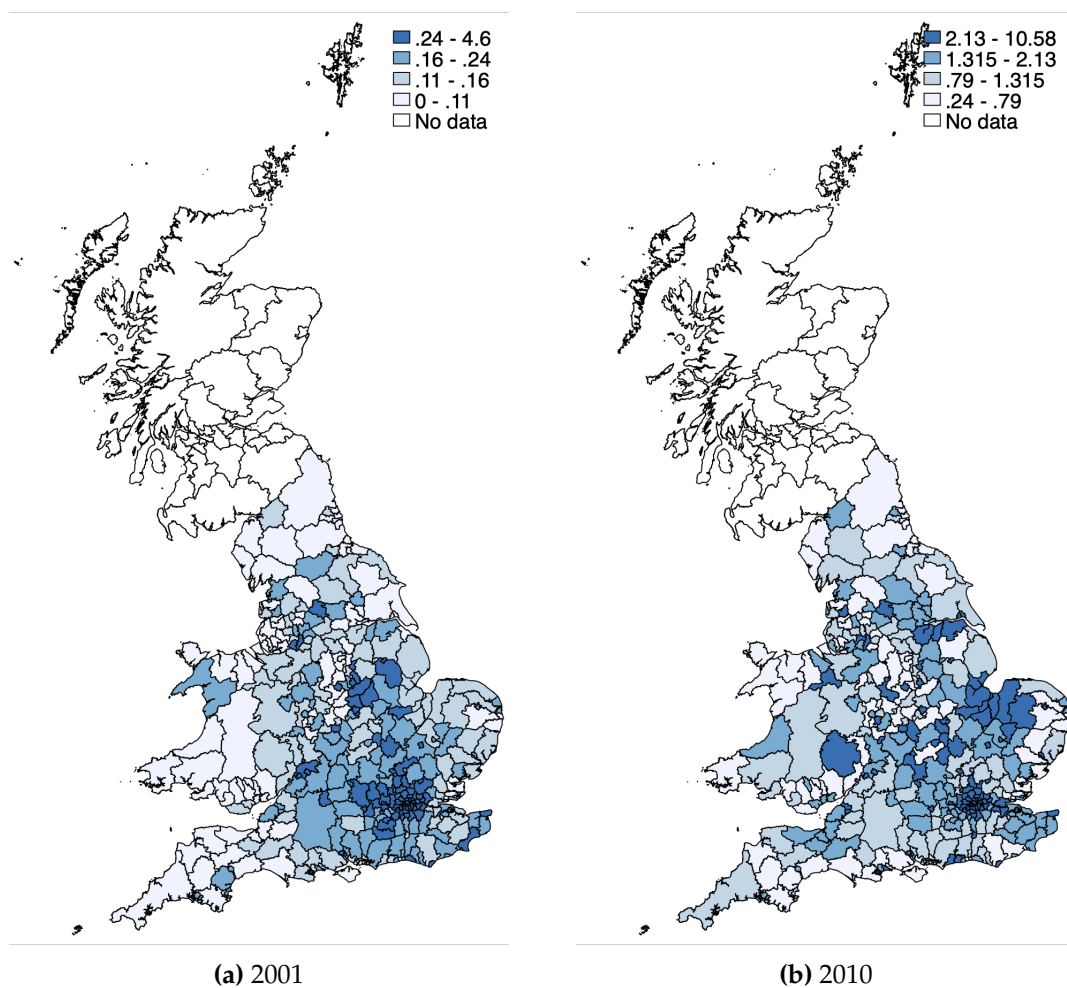 .24 - 4.6
.16 - .24
.11 - .16
0 - .11
No data
2.13 - 10.58
1.315 - 2.13
.79 - 1.315
.24 - .79
No data
(a) 2001
(b) 2010